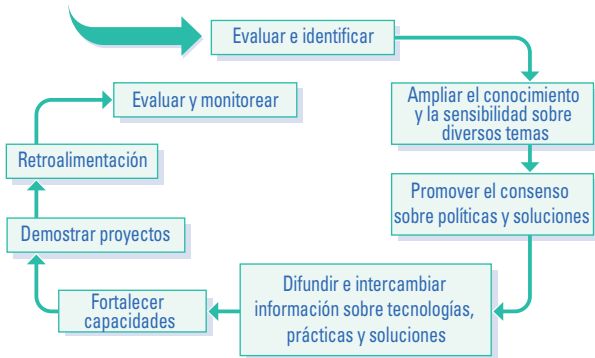 Evaluar e identificar
Ampliar el conocimiento
y la sensibilidad sobre
diversos temas
Promover el consenso
sobre políticas y soluciones
Difundir e intercambiar
información sobre tecnologías,
prácticas y soluciones
Fortalecer
capacidades
Demostrar proyectos
Retroalimentación
Evaluar y monitorear